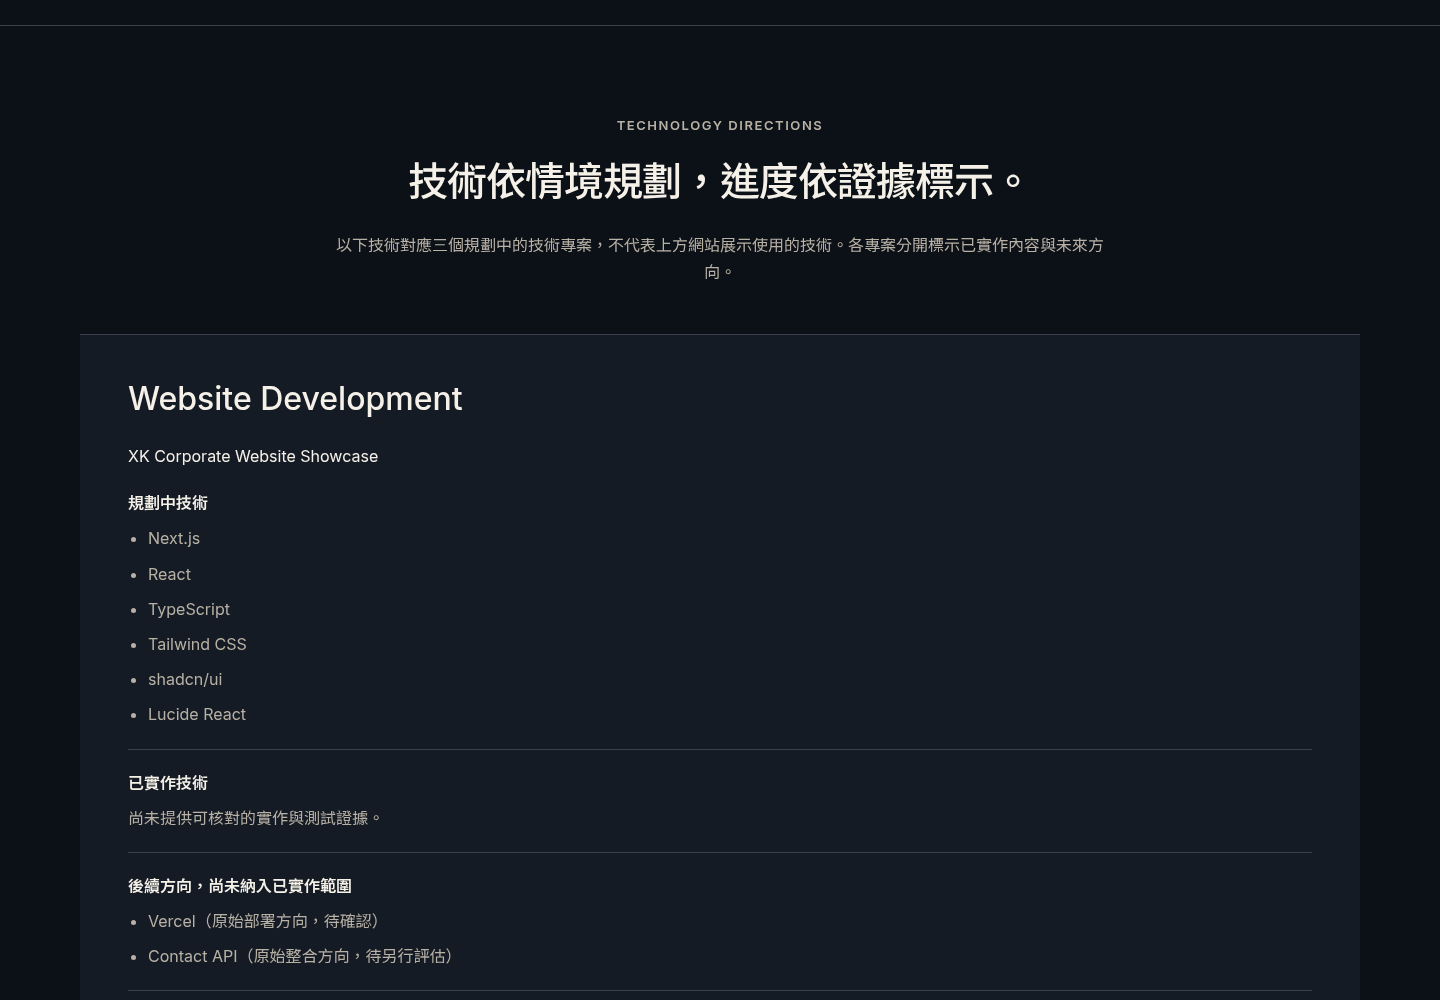 TECHNOLOGY DIRECTIONS
技術依情境規劃，進度依證據標示。
以下技術對應三個規劃中的技術專案，不代表上方網站展示使用的技術。各專案分開標示已實作內容與未來方
向。
Website Development
XK Corporate Website Showcase
規劃中技術
• Next.js
• React
• TypeScript
• Tailwind CSS
• shadcn/ui
• Lucide React
已實作技術
尚未提供可核對的實作與測試證據。
後續方向，尚未納入已實作範圍
• Vercel（原始部署方向，待確認）
• Contact API（原始整合方向，待另行評估）